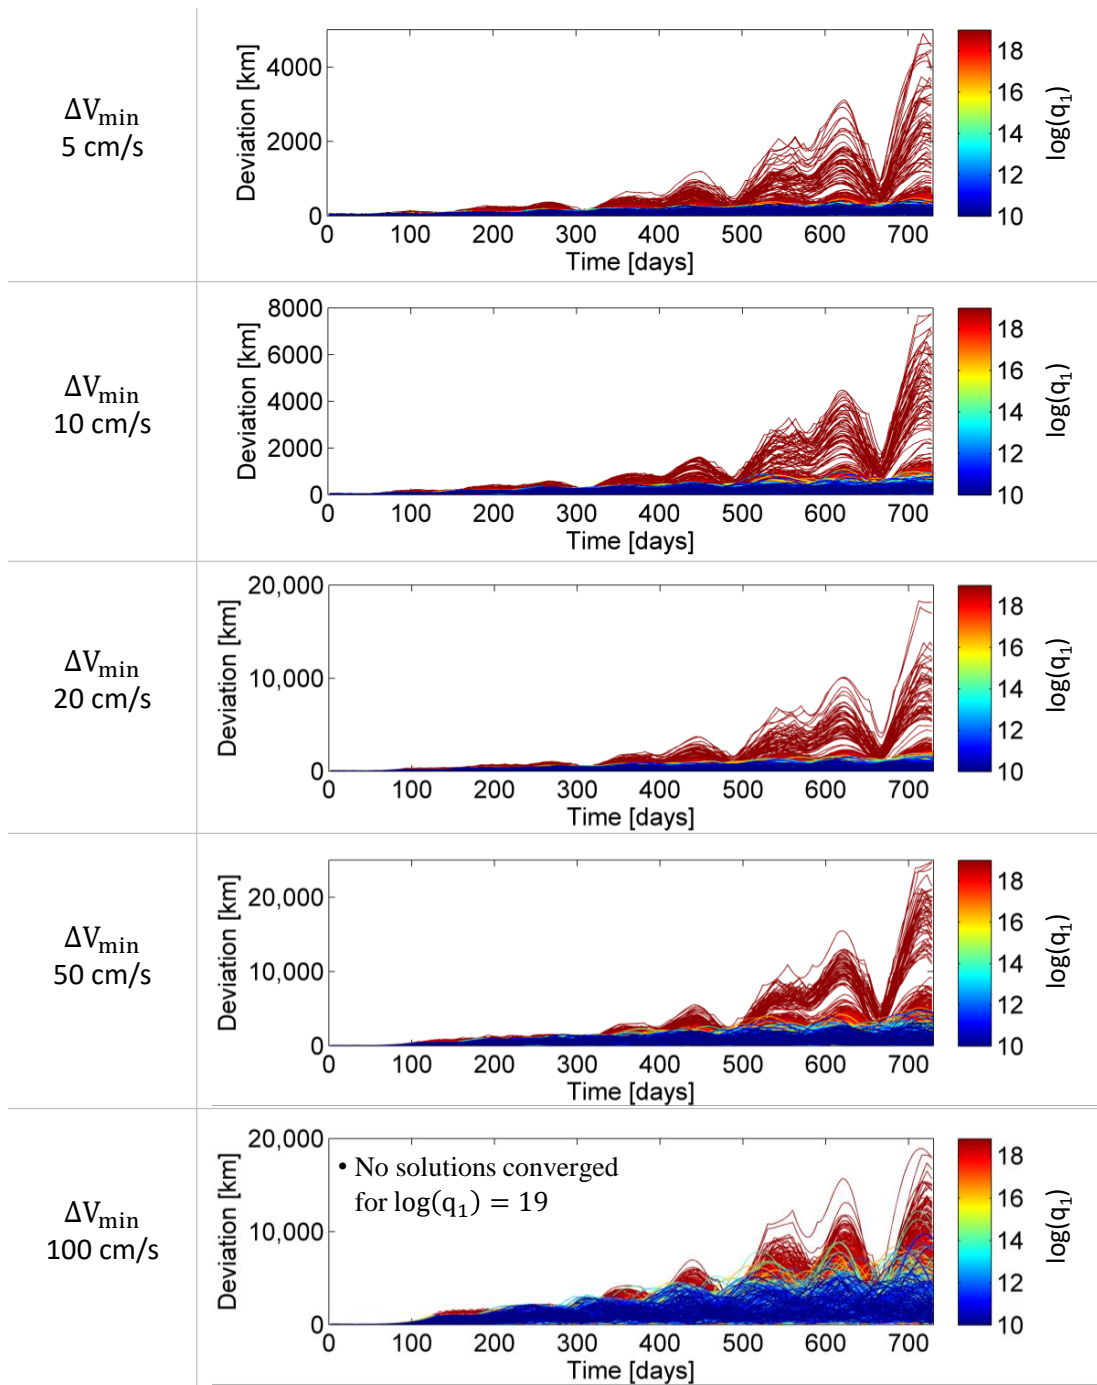 ΔVmin
5 cm/s
Deviation [km]
4000
2000
0
0 100 200 300 400 500 600 700
Time [days]
18
16
14
12
10
log(q1)
ΔVmin
10 cm/s
Deviation [km]
8000
6000
4000
2000
0
0 100 200 300 400 500 600 700
Time [days]
18
16
14
12
10
log(q1)
ΔVmin
20 cm/s
Deviation [km]
20,000
10,000
0
0 100 200 300 400 500 600 700
Time [days]
18
16
14
12
10
log(q1)
ΔVmin
50 cm/s
Deviation [km]
20,000
10,000
0
0 100 200 300 400 500 600 700
Time [days]
18
16
14
12
10
log(q1)
ΔVmin
100 cm/s
Deviation [km]
20,000
10,000
0
• No solutions converged
for log(q1) = 19
0 100 200 300 400 500 600 700
Time [days]
18
16
14
12
10
log(q1)